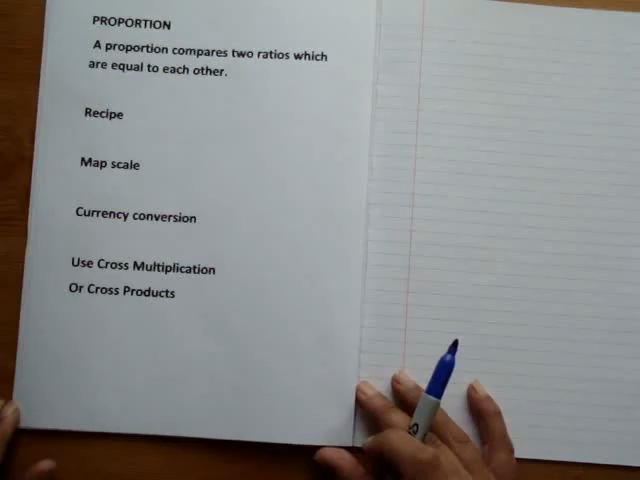 PROPORTION
A proportion compares two ratios which
are equal to each other.
Recipe
Map scale
Currency conversion
Use Cross Multiplication
Or Cross Products